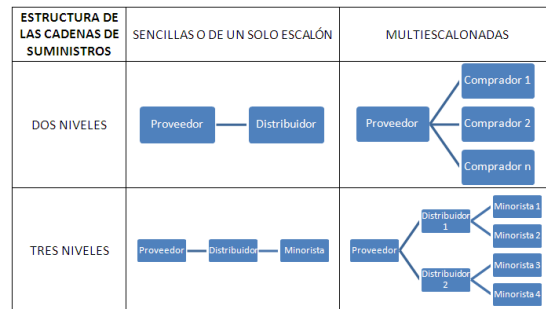 ESTRUCTURA DE
LAS CADENAS DE
SUMINISTROS
SENCILLAS O DE UN SOLO ESCALÓN
MULTIESCALONADAS
DOS NIVELES
Proveedor
Distribuidor
Proveedor
Comprador 1
Comprador 2
Comprador n
TRES NIVELES
Proveedor
Distribuidor
Minorista
Proveedor
Distribuidor
1
Distribuidor
2
Minorista 1
Minorista 2
Minorista 3
Minorista 4